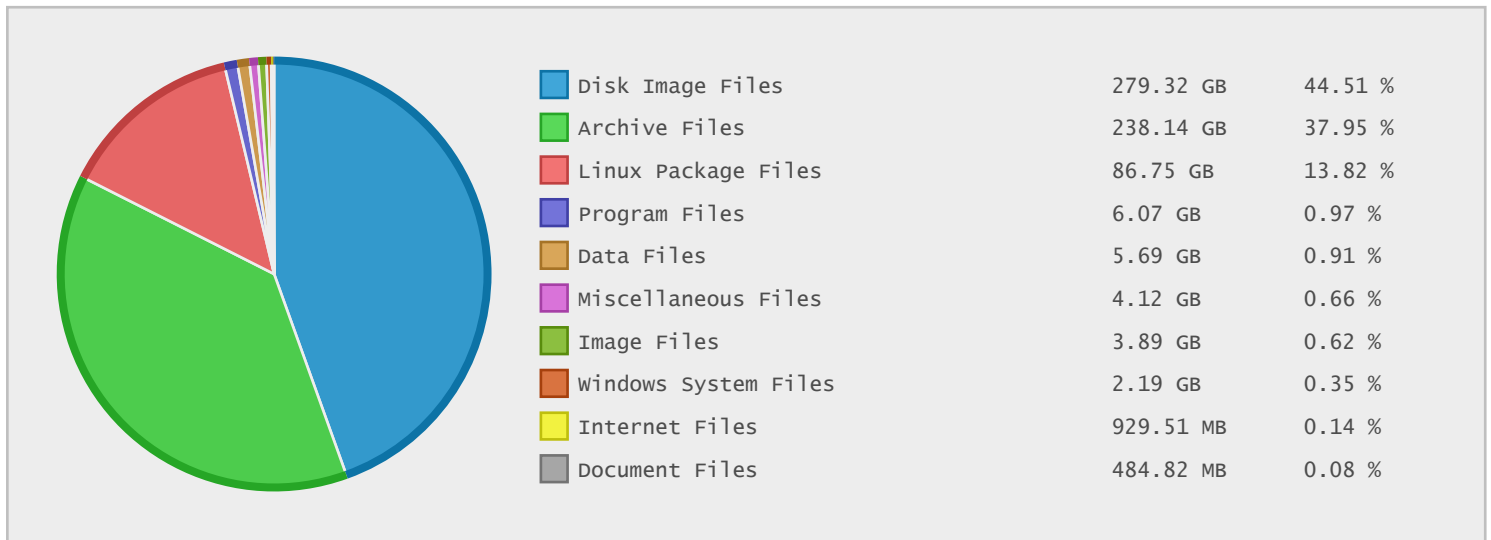 Disk Image Files 279.32 GB 44.51 %
Archive Files 238.14 GB 37.95 %
Linux Package Files 86.75 GB 13.82 %
Program Files 6.07 GB 0.97 %
Data Files 5.69 GB 0.91 %
Miscellaneous Files 4.12 GB 0.66 %
Image Files 3.89 GB 0.62 %
Windows System Files 2.19 GB 0.35 %
Internet Files 929.51 MB 0.14 %
Document Files 484.82 MB 0.08 %